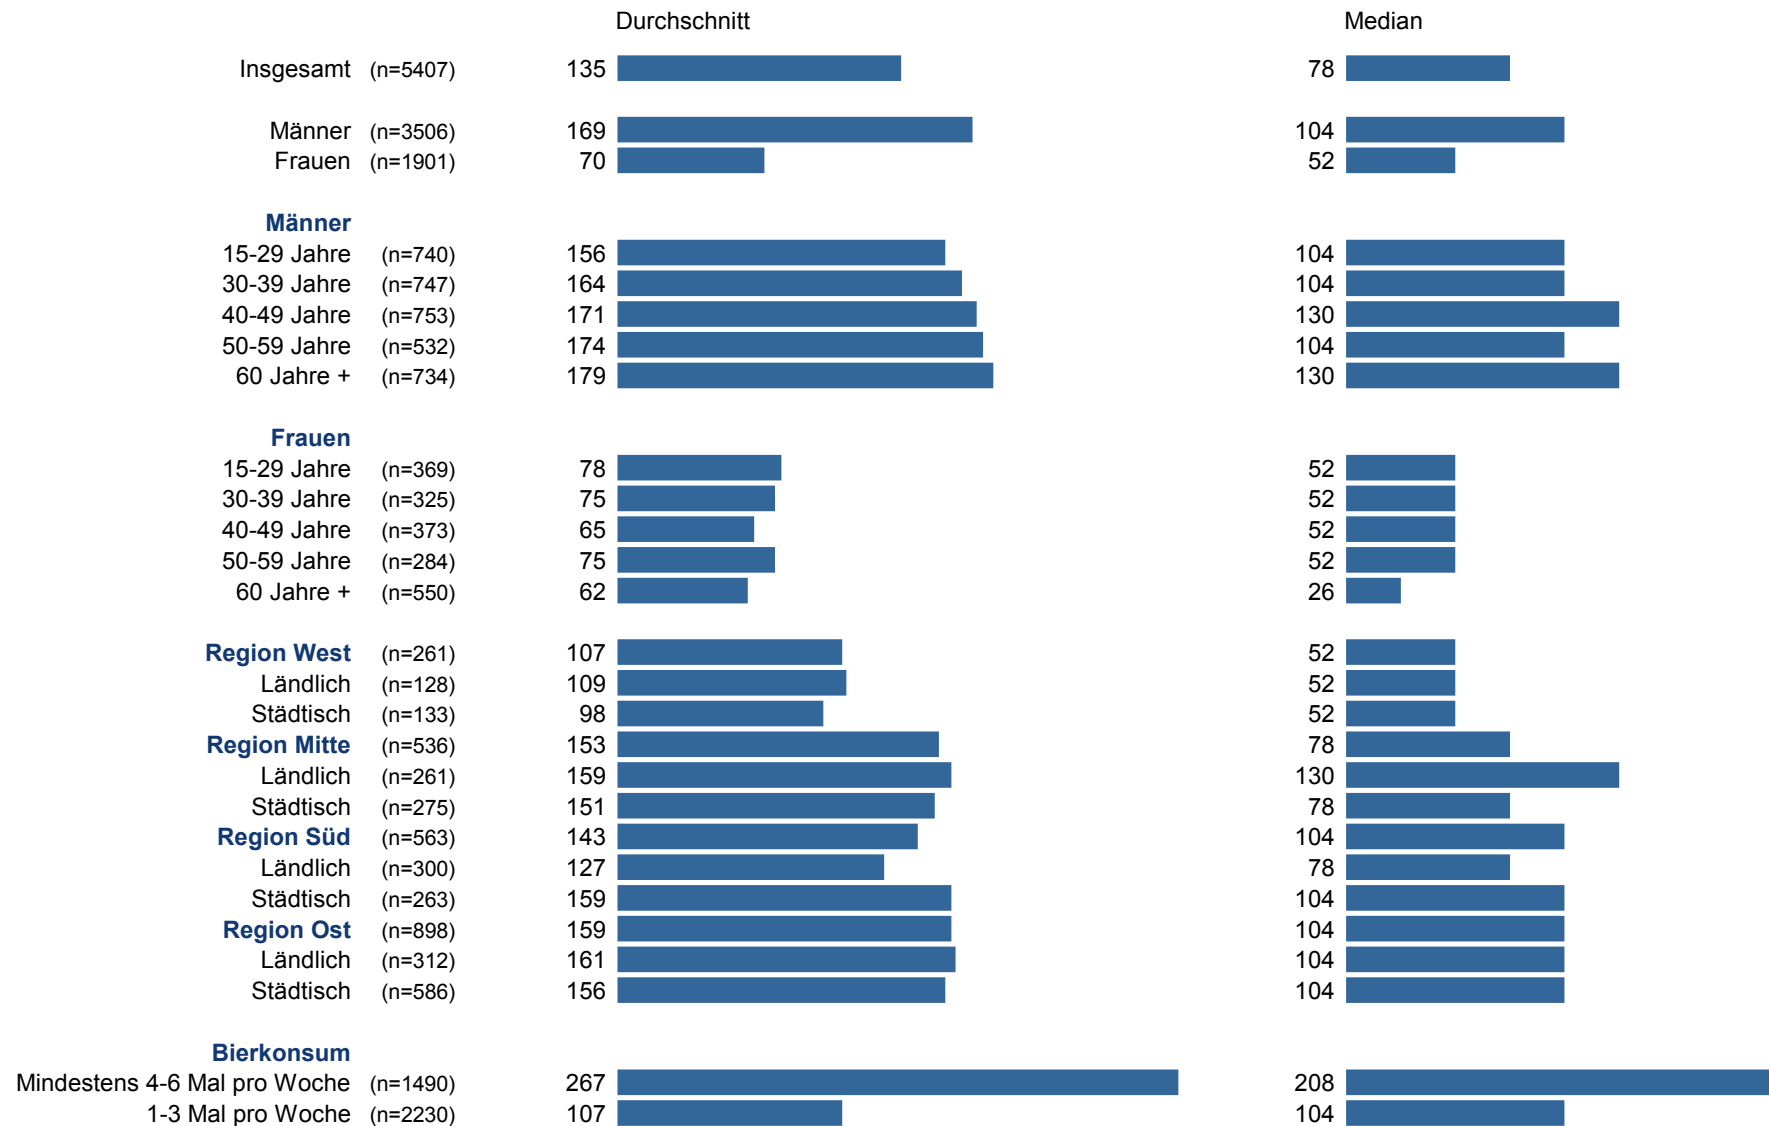 Durchschnitt Median
Insgesamt (n=5407) 135 78
Männer (n=3506) 169 104
Frauen (n=1901) 70 52
Männer
15-29 Jahre (n=740) 156 104
30-39 Jahre (n=747) 164 104
40-49 Jahre (n=753) 171 130
50-59 Jahre (n=532) 174 104
60 Jahre + (n=734) 179 130
Frauen
15-29 Jahre (n=369) 78 52
30-39 Jahre (n=325) 75 52
40-49 Jahre (n=373) 65 52
50-59 Jahre (n=284) 75 52
60 Jahre + (n=550) 62 26
Region West (n=261) 107 52
Ländlich (n=128) 109 52
Städtisch (n=133) 98 52
Region Mitte (n=536) 153 78
Ländlich (n=261) 159 130
Städtisch (n=275) 151 78
Region Süd (n=563) 143 104
Ländlich (n=300) 127 78
Städtisch (n=263) 159 104
Region Ost (n=898) 159 104
Ländlich (n=312) 161 104
Städtisch (n=586) 156 104
Bierkonsum
Mindestens 4-6 Mal pro Woche (n=1490) 267 208
1-3 Mal pro Woche (n=2230) 107 104